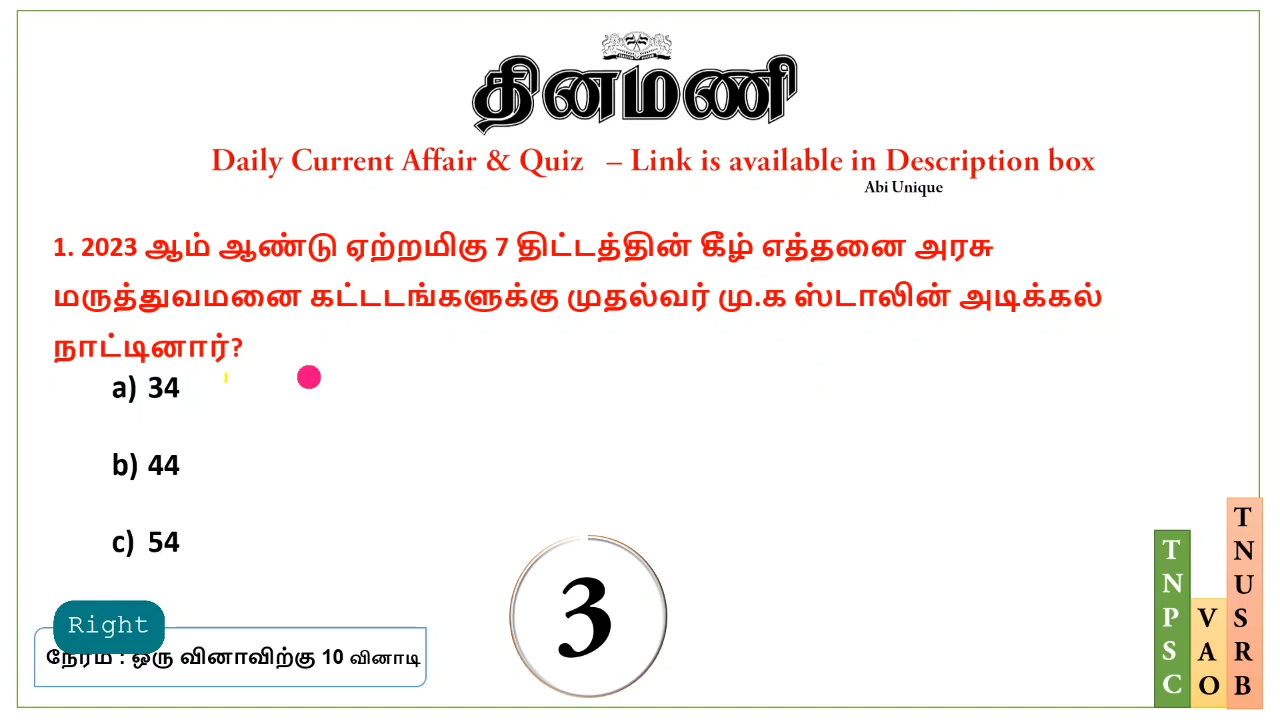 தினமணி
Daily Current Affair & Quiz – Link is available in Description box
Abi Unique
1. 2023 ஆம் ஆண்டு ஏற்றமிகு 7 திட்டத்தின் கீழ் எத்தனை அரசு
மருத்துவமனை கட்டடங்களுக்கு முதல்வர் மு.க ஸ்டாலின் அடிக்கல்
நாட்டினார்?
a) 34
b) 44
c) 54
3
Right
நேரம் : ஒரு வினாவிற்கு 10 வினாடி
TNPSC
VAO
TNUSRB